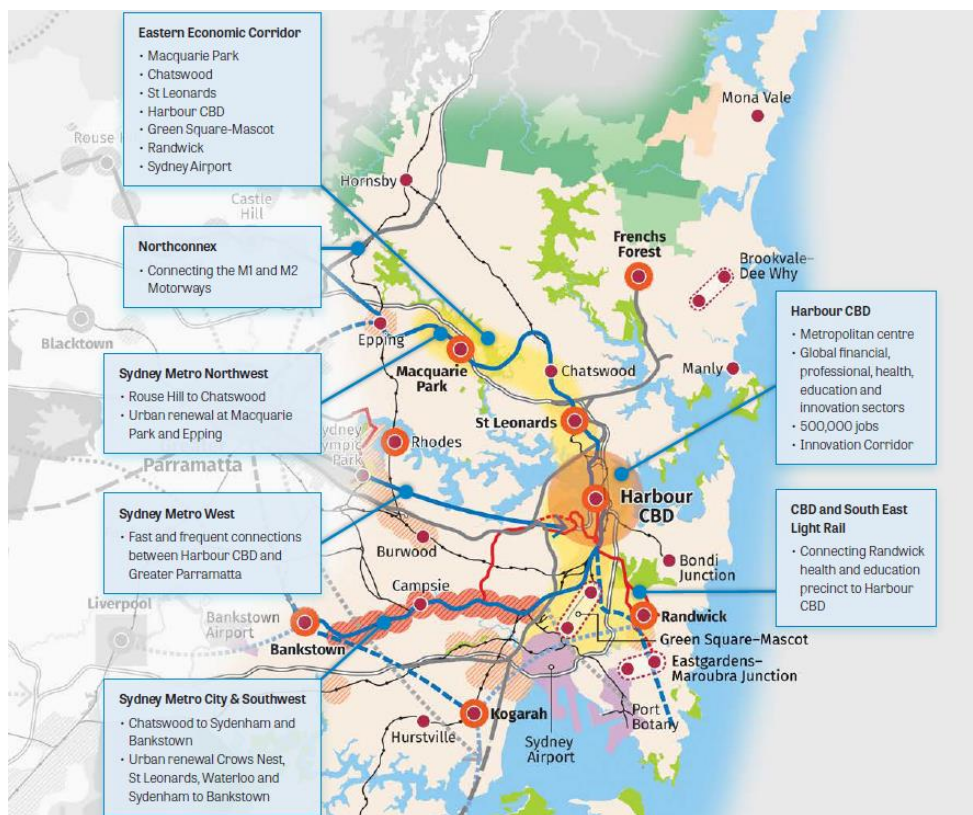 Eastern Economic Corridor
· Macquarie Park
· Chatswood
· St Leonards
· Harbour CBD
· Green Square-Mascot
· Randwick
· Sydney Airport
Mona Vale
Rouse
Hornsby
Castle
Hill
Northconnex
· Connecting the M1 and M2
Motorways
Frenchs
Forest
Brookvale-
Dee Why
Blacktown
Epping
Macquarie
Park
Chatswood
Manly
Harbour CBD
· Metropolitan centre
· Global financial,
professional, health,
education and
innovation sectors
· 500,000 jobs
· Innovation Corridor
Sydney Metro Northwest
· Rouse Hill to Chatswood
· Urban renewal at Macquarie
Park and Epping
St Leonards
Rhodes
Park
Parramatta
Harbour
CBD
Sydney Metro West
· Fast and frequent connections
between Harbour CBD and
Greater Parramatta
CBD and South East
Light Rail
· Connecting Randwick
health and education
precinct to Harbour
CBD
Burwood
Bondi
Junction
Campsie
Liverpool
Bankstown
Airport
Bankstown
Randwick
Green Square–Mascot
Eastgardens–
Maroubra Junction
Sydney Metro City & Southwest
· Chatswood to Sydenham and
Bankstown
· Urban renewal Crows Nest,
St Leonards, Waterloo and
Sydenham to Bankstown
Kogarah
Hurstville
Sydney
Airport
Port
Botany